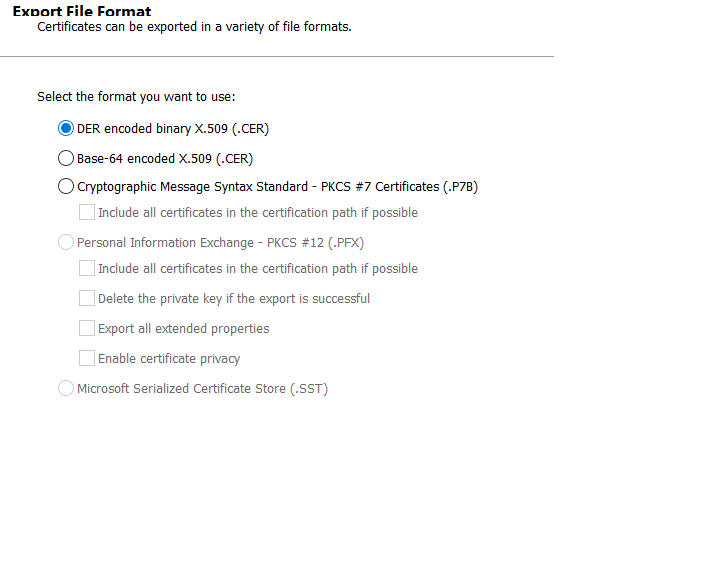 Export File Format
Certificates can be exported in a variety of file formats.
Select the format you want to use:
DER encoded binary X.509 (.CER)
Base-64 encoded X.509 (.CER)
Cryptographic Message Syntax Standard - PKCS #7 Certificates (.P7B)
Include all certificates in the certification path if possible
Personal Information Exchange - PKCS #12 (.PFX)
Include all certificates in the certification path if possible
Delete the private key if the export is successful
Export all extended properties
Enable certificate privacy
Microsoft Serialized Certificate Store (.SST)